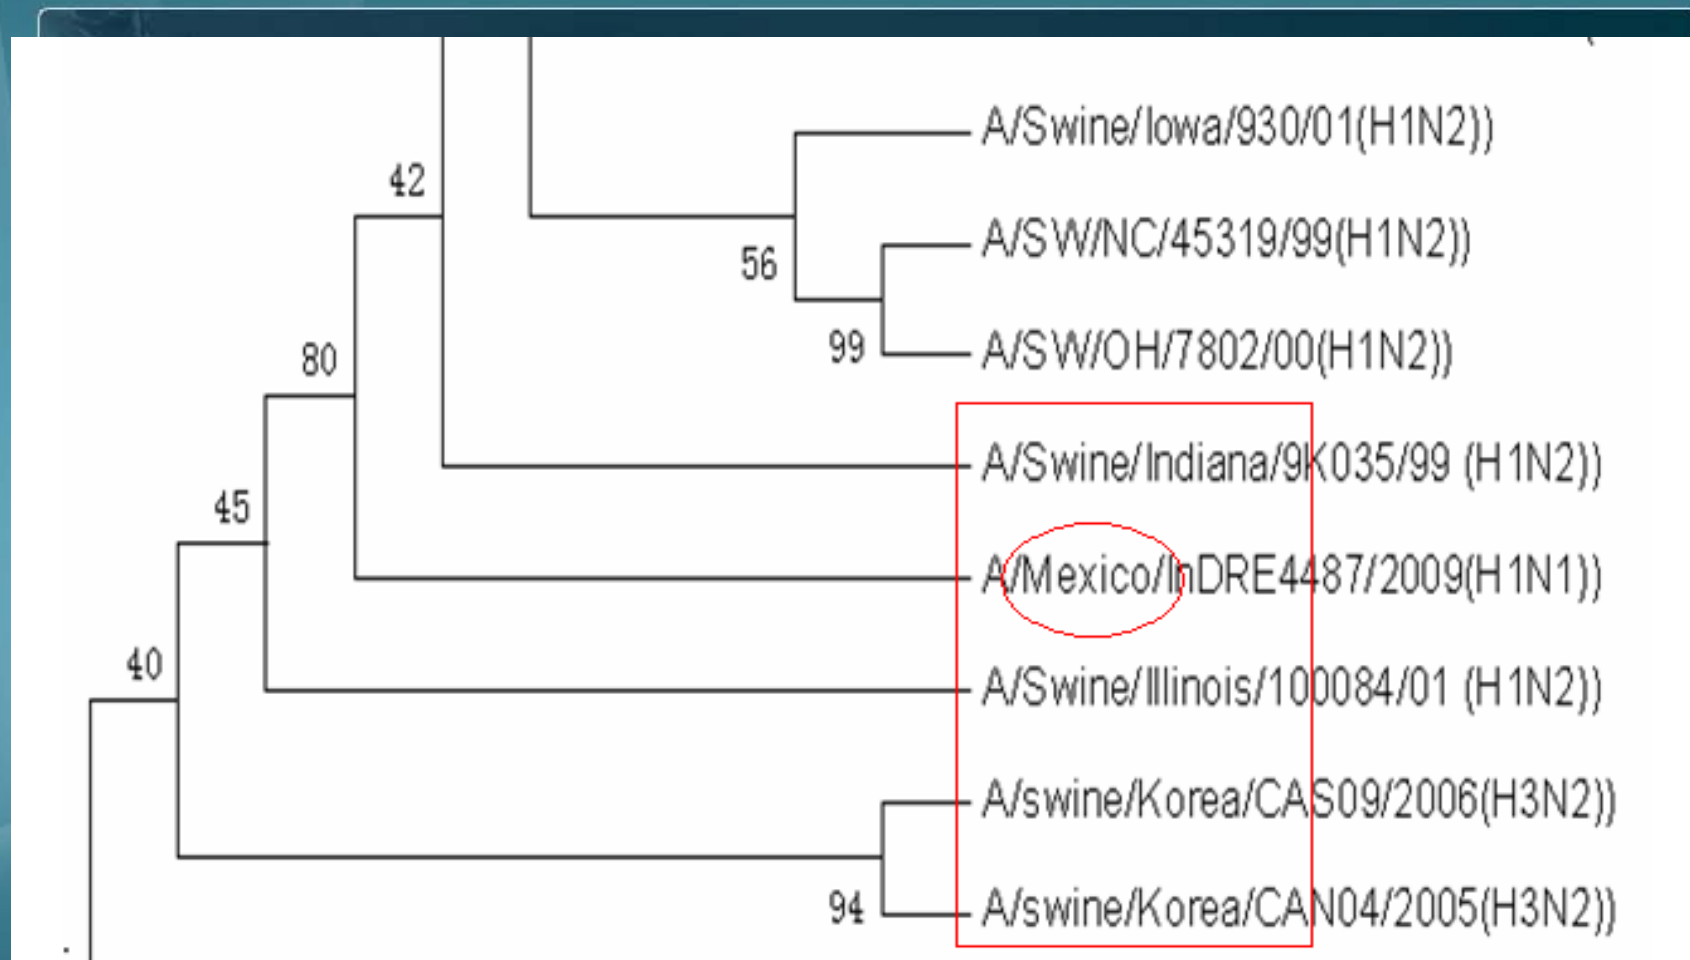 A/Swine/Iowa/930/01(H1N2))
42
A/SW/NC/45319/99(H1N2))
56
99
A/SW/OH/7802/00(H1N2))
80
A/Swine/Indiana/9K035/99 (H1N2))
45
A/Mexico/InDRE4487/2009(H1N1))
40
A/Swine/Illinois/100084/01 (H1N2))
A/swine/Korea/CAS09/2006(H3N2))
94
A/swine/Korea/CAN04/2005(H3N2))